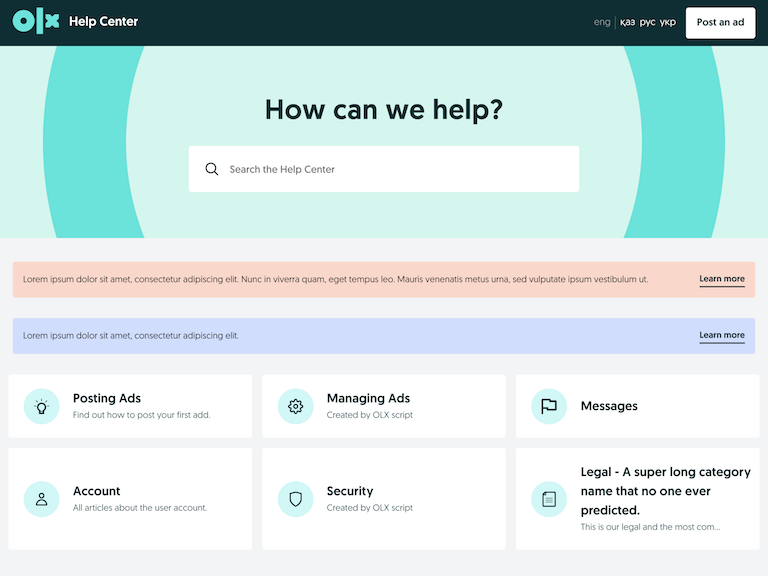 olx Help Center
eng қаз рус укр
Post an ad
How can we help?
Search the Help Center
Lorem ipsum dolor sit amet, consectetur adipiscing elit. Nunc in viverra quam, eget tempus leo. Mauris venenatis metus urna, sed vulputate ipsum vestibulum ut.
Learn more
Lorem ipsum dolor sit amet, consectetur adipiscing elit.
Learn more
Posting Ads
Find out how to post your first add.
Managing Ads
Created by OLX script
Messages
Account
All articles about the user account.
Security
Created by OLX script
Legal - A super long category
name that no one ever
predicted.
This is our legal and the most com...